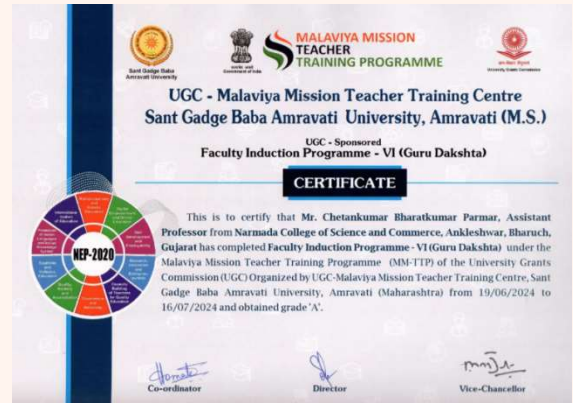 MALAVIYA MISSION
TEACHER
TRAINING PROGRAMME
Sant Gadge Baba
Amravati University
Government of India
University Grants Commission
UGC - Malaviya Mission Teacher Training Centre
Sant Gadge Baba Amravati University, Amravati (M.S.)
UGC - Sponsored
Faculty Induction Programme - VI (Guru Dakshta)
CERTIFICATE
This is to certify that Mr. Chetankumar Bharatkumar Parmar, Assistant
Professor from Narmada College of Science and Commerce, Ankleshwar, Bharuch,
Gujarat has completed Faculty Induction Programme - VI (Guru Dakshta) under the
Malaviya Mission Teacher Training Programme (MM-TTP) of the University Grants
Commission (UGC) Organized by UGC-Malaviya Mission Teacher Training Centre, Sant
Gadge Baba Amravati University, Amravati (Maharashtra) from 19/06/2024 to
16/07/2024 and obtained grade 'A'.
NEP-2020
Co-ordinator
Director
Vice-Chancellor